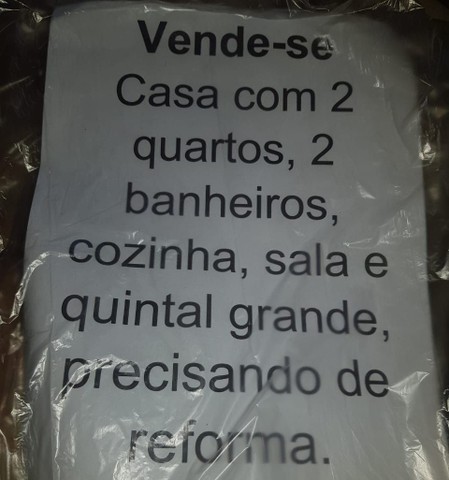 Vende-se
Casa com 2
quartos, 2
banheiros,
cozinha, sala e
quintal grande,
precisando de
reforma.